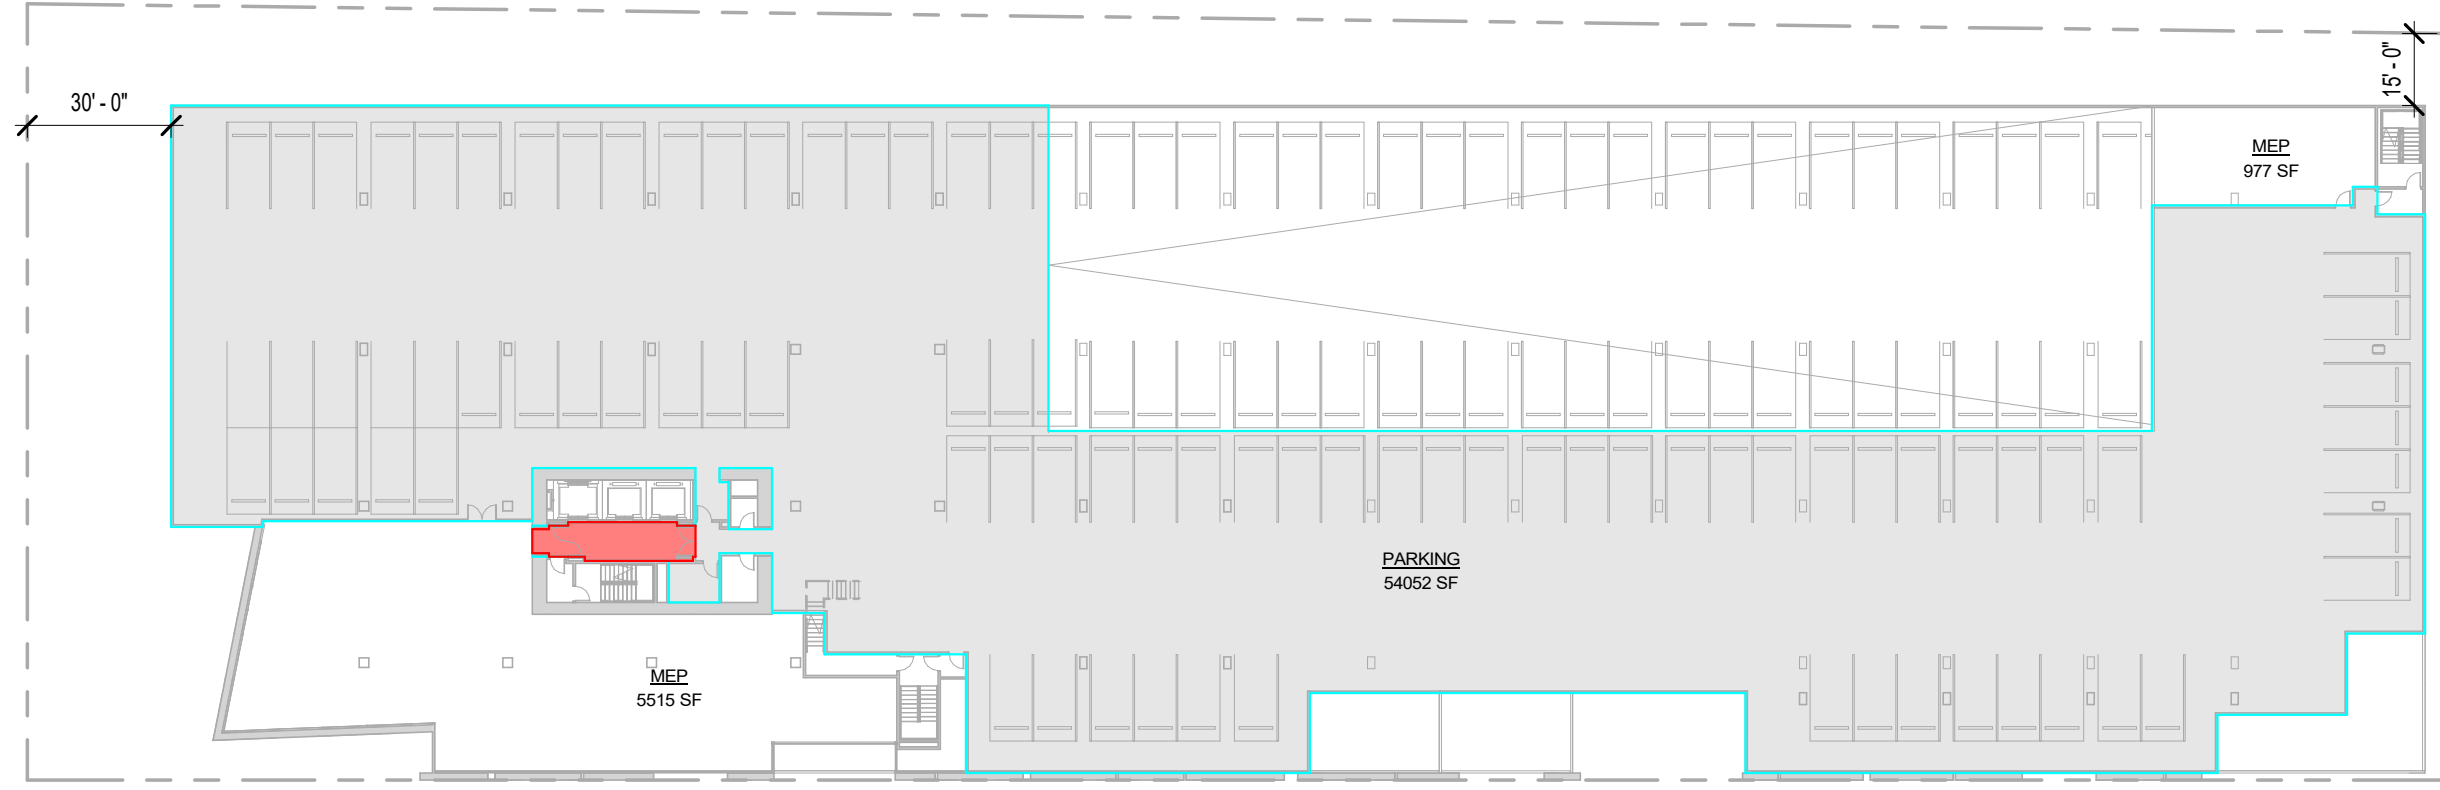 30' - 0"
15' - 0"
MEP
977 SF
PARKING
54052 SF
MEP
5515 SF